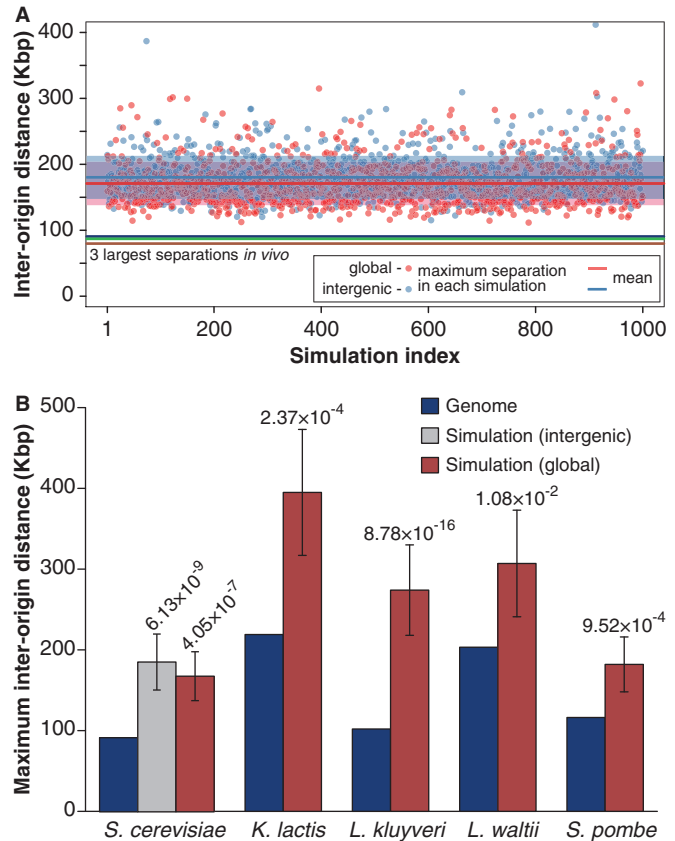 A
Inter-origin distance (Kbp)
400
300
200
100
0
3 largest separations in vivo
global - maximum separation
intergenic - in each simulation
mean
1 200 400 600 800 1000
Simulation index
B
Maximum inter-origin distance (Kbp)
500
400
300
200
100
0
Genome
Simulation (intergenic)
Simulation (global)
6.13×10⁻⁹
4.05×10⁻⁷
2.37×10⁻⁴
8.78×10⁻¹⁶
1.08×10⁻²
9.52×10⁻⁴
S. cerevisiae K. lactis L. kluyveri L. waltii S. pombe